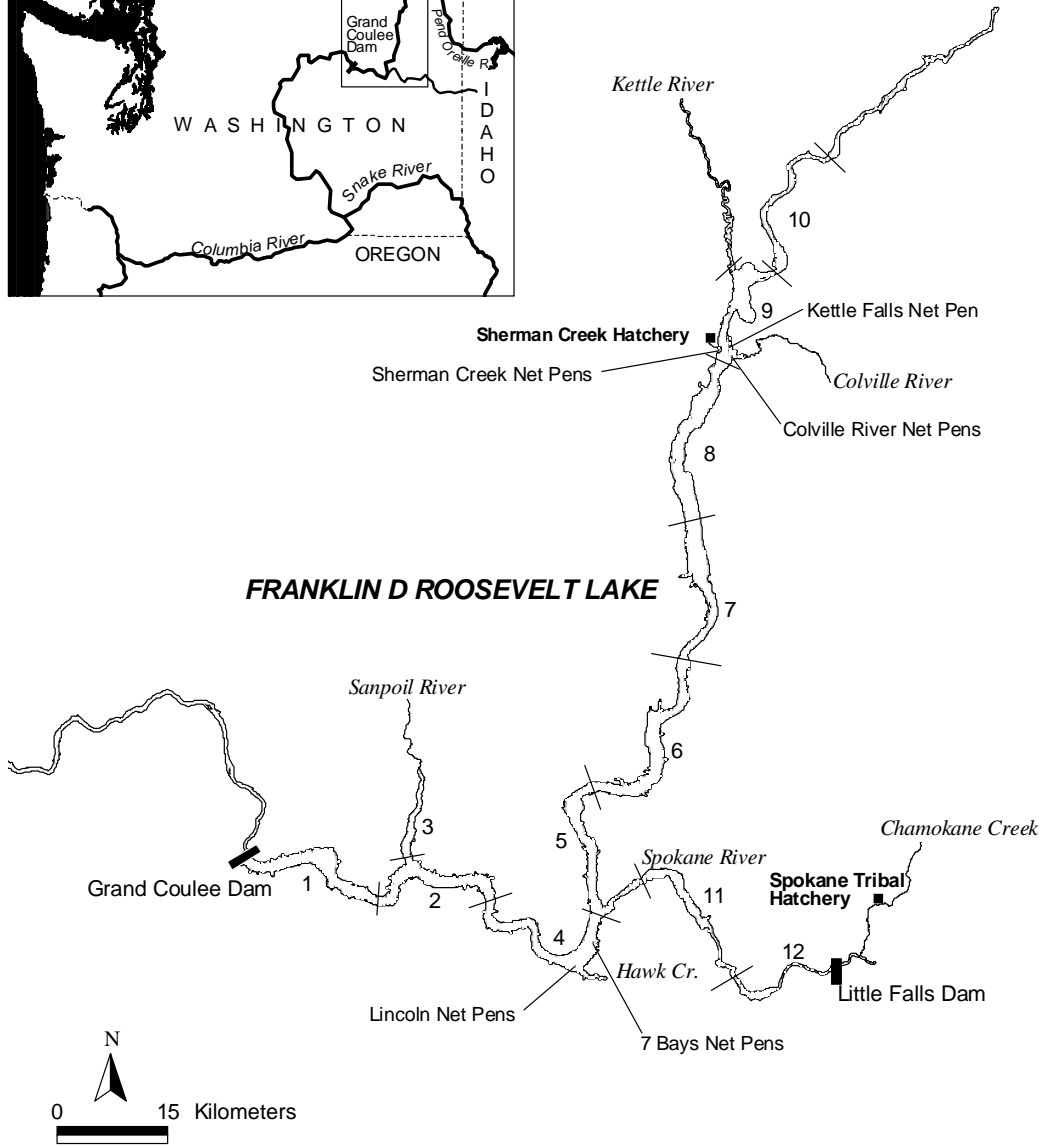 Grand
Coulee
Dam
Pend Oreille R.
IDAHO
WASHINGTON
Snake River
Columbia River
OREGON
Kettle River
10
9
Kettle Falls Net Pen
Sherman Creek Hatchery
Sherman Creek Net Pens
Colville River
Colville River Net Pens
8
FRANKLIN D ROOSEVELT LAKE
7
Sanpoil River
6
5
3
Chamokane Creek
Spokane River
Grand Coulee Dam
1
2
11
Spokane Tribal
Hatchery
4
12
Hawk Cr.
Little Falls Dam
Lincoln Net Pens
7 Bays Net Pens
N
0 15 Kilometers